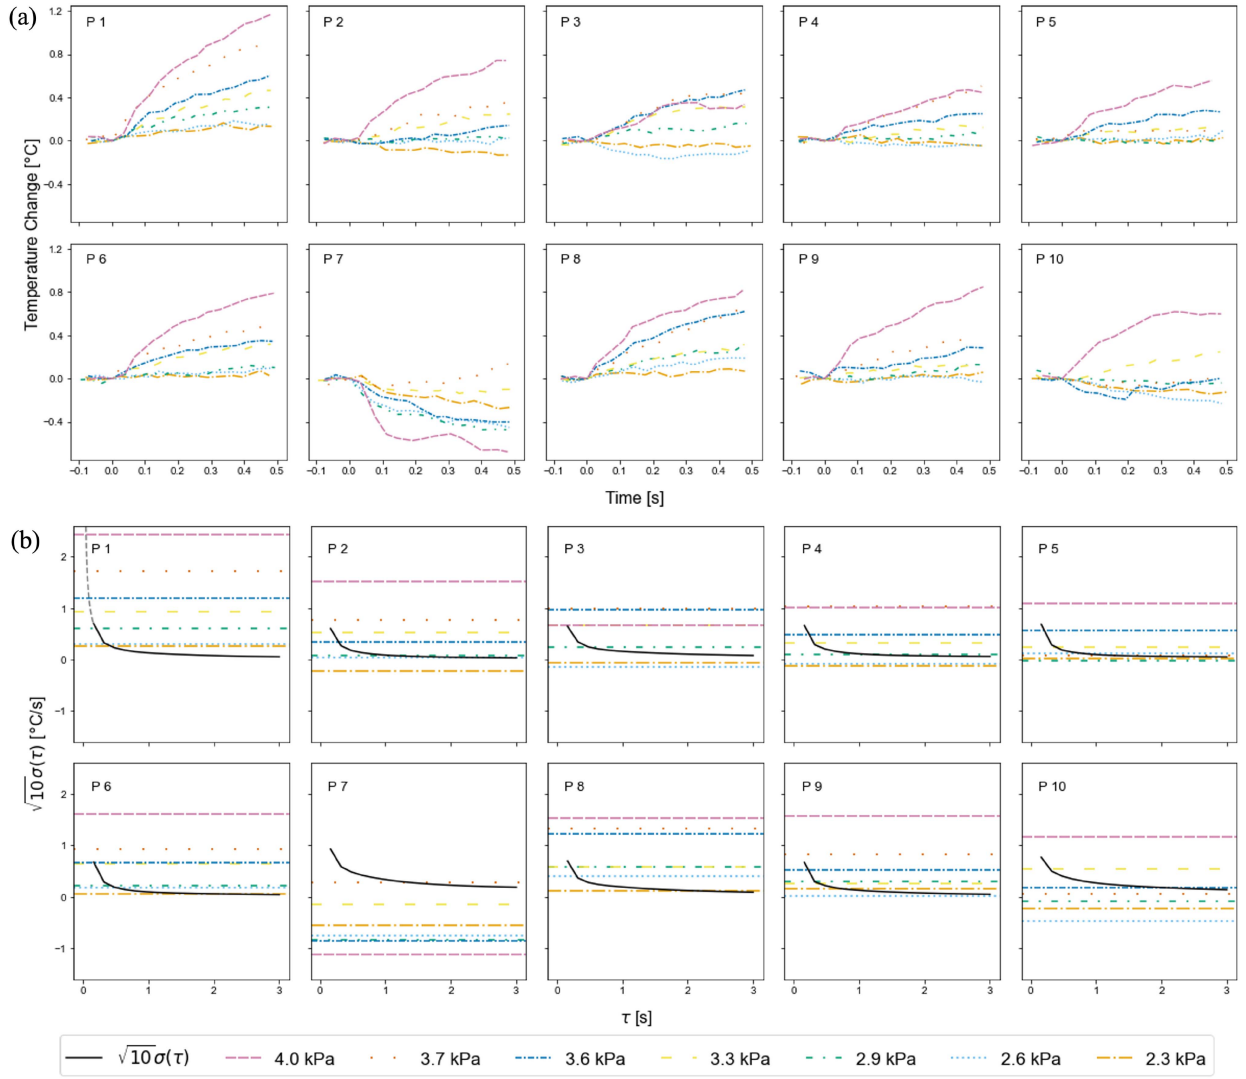 (a)
P 1
P 2
P 3
P 4
P 5
1.2
0.8
0.4
0.0
−0.4
P 6
P 7
P 8
P 9
P 10
1.2
0.8
0.4
0.0
−0.4
Temperature Change [°C]
−0.1 0.0 0.1 0.2 0.3 0.4 0.5
−0.1 0.0 0.1 0.2 0.3 0.4 0.5
−0.1 0.0 0.1 0.2 0.3 0.4 0.5
−0.1 0.0 0.1 0.2 0.3 0.4 0.5
−0.1 0.0 0.1 0.2 0.3 0.4 0.5
Time [s]
(b)
P 1
P 2
P 3
P 4
P 5
2
1
0
−1
P 6
P 7
P 8
P 9
P 10
2
1
0
−1
√10σ(τ) [°C/s]
0 1 2 3
0 1 2 3
0 1 2 3
0 1 2 3
0 1 2 3
τ [s]
√10σ(τ) 4.0 kPa 3.7 kPa 3.6 kPa 3.3 kPa 2.9 kPa 2.6 kPa 2.3 kPa